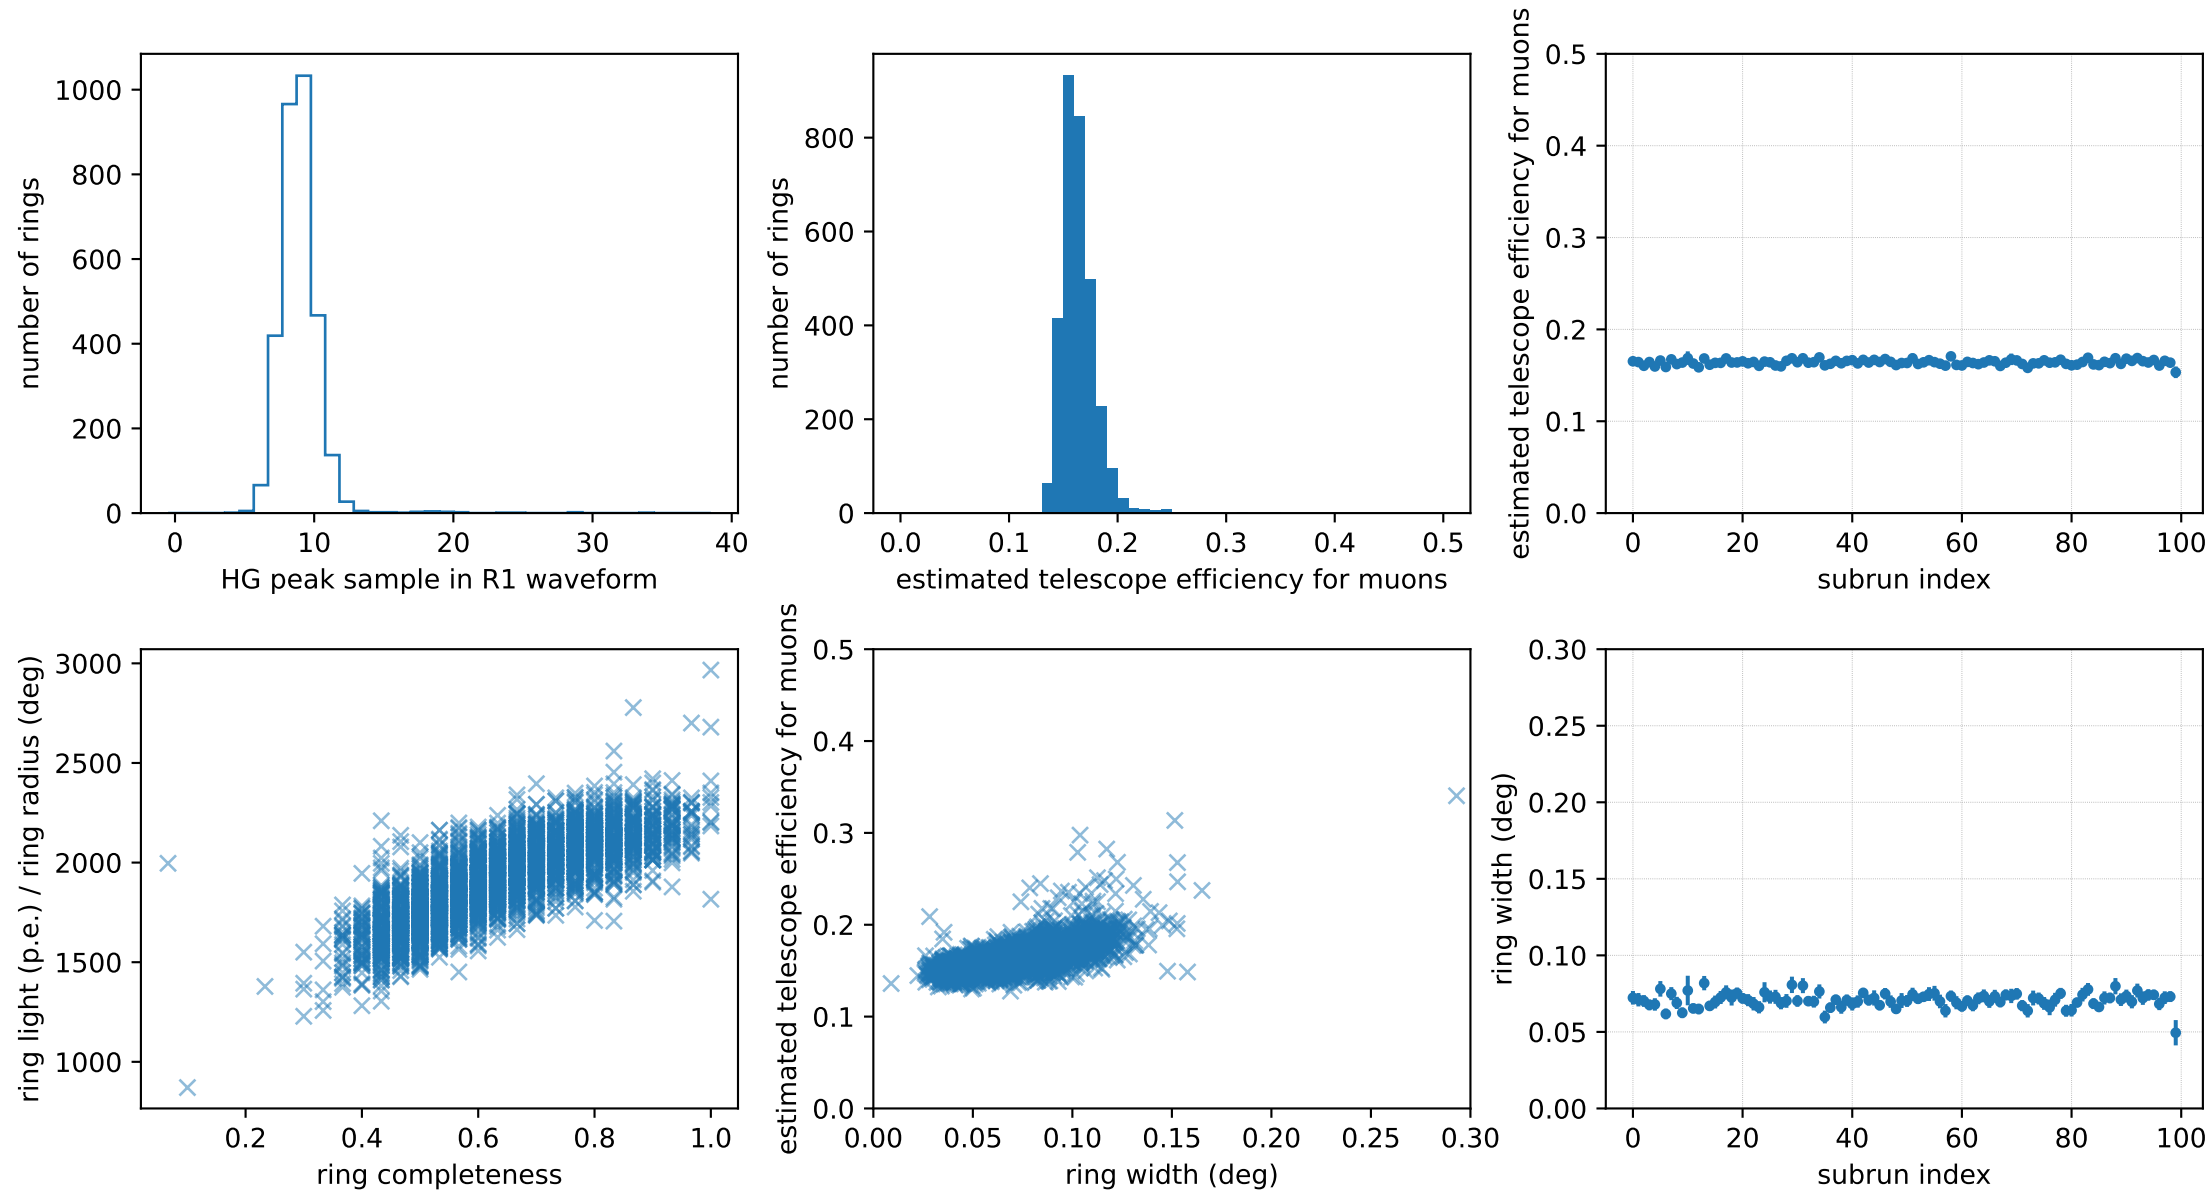 number of rings
1000
800
600
400
200
0
0 10 20 30 40
HG peak sample in R1 waveform
number of rings
800
600
400
200
0
0.0 0.1 0.2 0.3 0.4 0.5
estimated telescope efficiency for muons
estimated telescope efficiency for muons
0.5
0.4
0.3
0.2
0.1
0.0
0 20 40 60 80 100
subrun index
ring light (p.e.) / ring radius (deg)
3000
2500
2000
1500
1000
0.2 0.4 0.6 0.8 1.0
ring completeness
estimated telescope efficiency for muons
0.5
0.4
0.3
0.2
0.1
0.0
0.00 0.05 0.10 0.15 0.20 0.25 0.30
ring width (deg)
ring width (deg)
0.30
0.25
0.20
0.15
0.10
0.05
0.00
0 20 40 60 80 100
subrun index